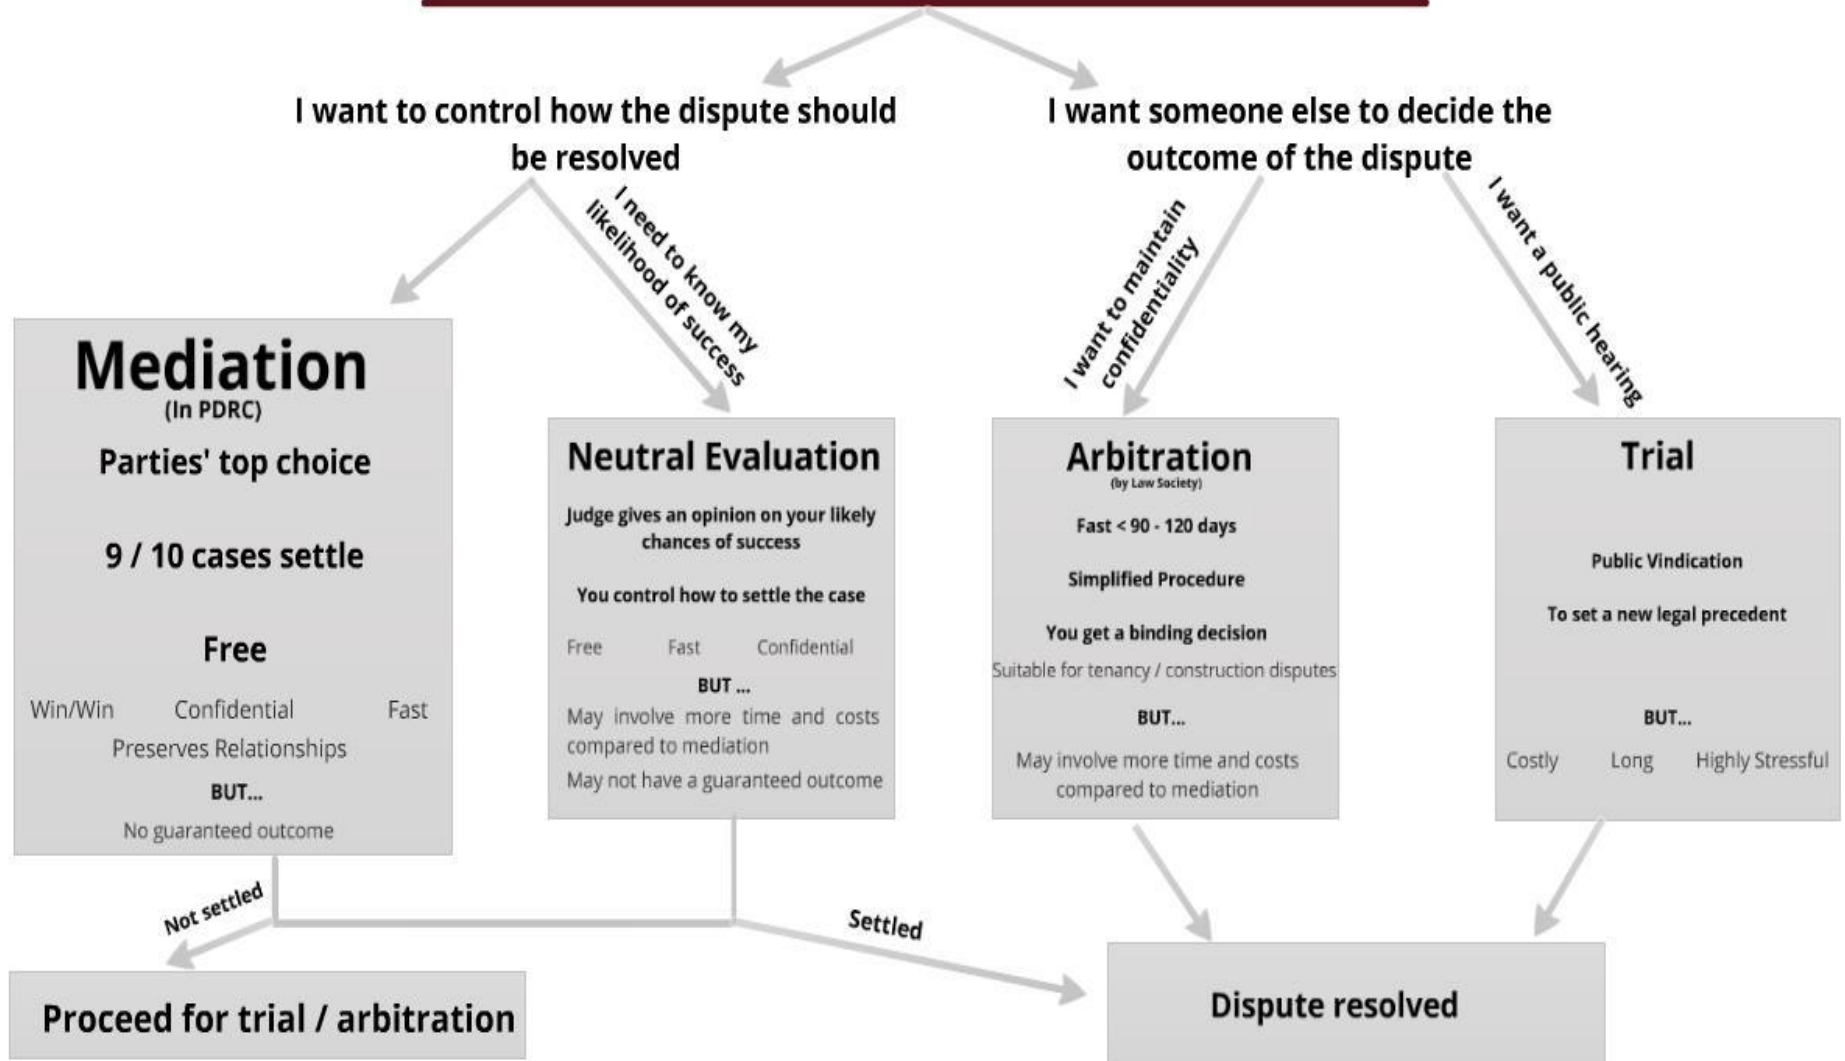 I want to control how the dispute should
be resolved
I want someone else to decide the
outcome of the dispute
I need to know my
likelihood of success
I want to maintain
confidentiality
I want a public hearing
Mediation
(In PDRC)
Parties' top choice
9 / 10 cases settle
Free
Win/Win Confidential Fast
Preserves Relationships
BUT...
No guaranteed outcome
Neutral Evaluation
Judge gives an opinion on your likely
chances of success
You control how to settle the case
Free Fast Confidential
BUT ...
May involve more time and costs
compared to mediation
May not have a guaranteed outcome
Arbitration
(by Law Society)
Fast < 90 - 120 days
Simplified Procedure
You get a binding decision
Suitable for tenancy / construction disputes
BUT...
May involve more time and costs
compared to mediation
Trial
Public Vindication
To set a new legal precedent
BUT...
Costly Long Highly Stressful
Not settled
Settled
Proceed for trial / arbitration
Dispute resolved